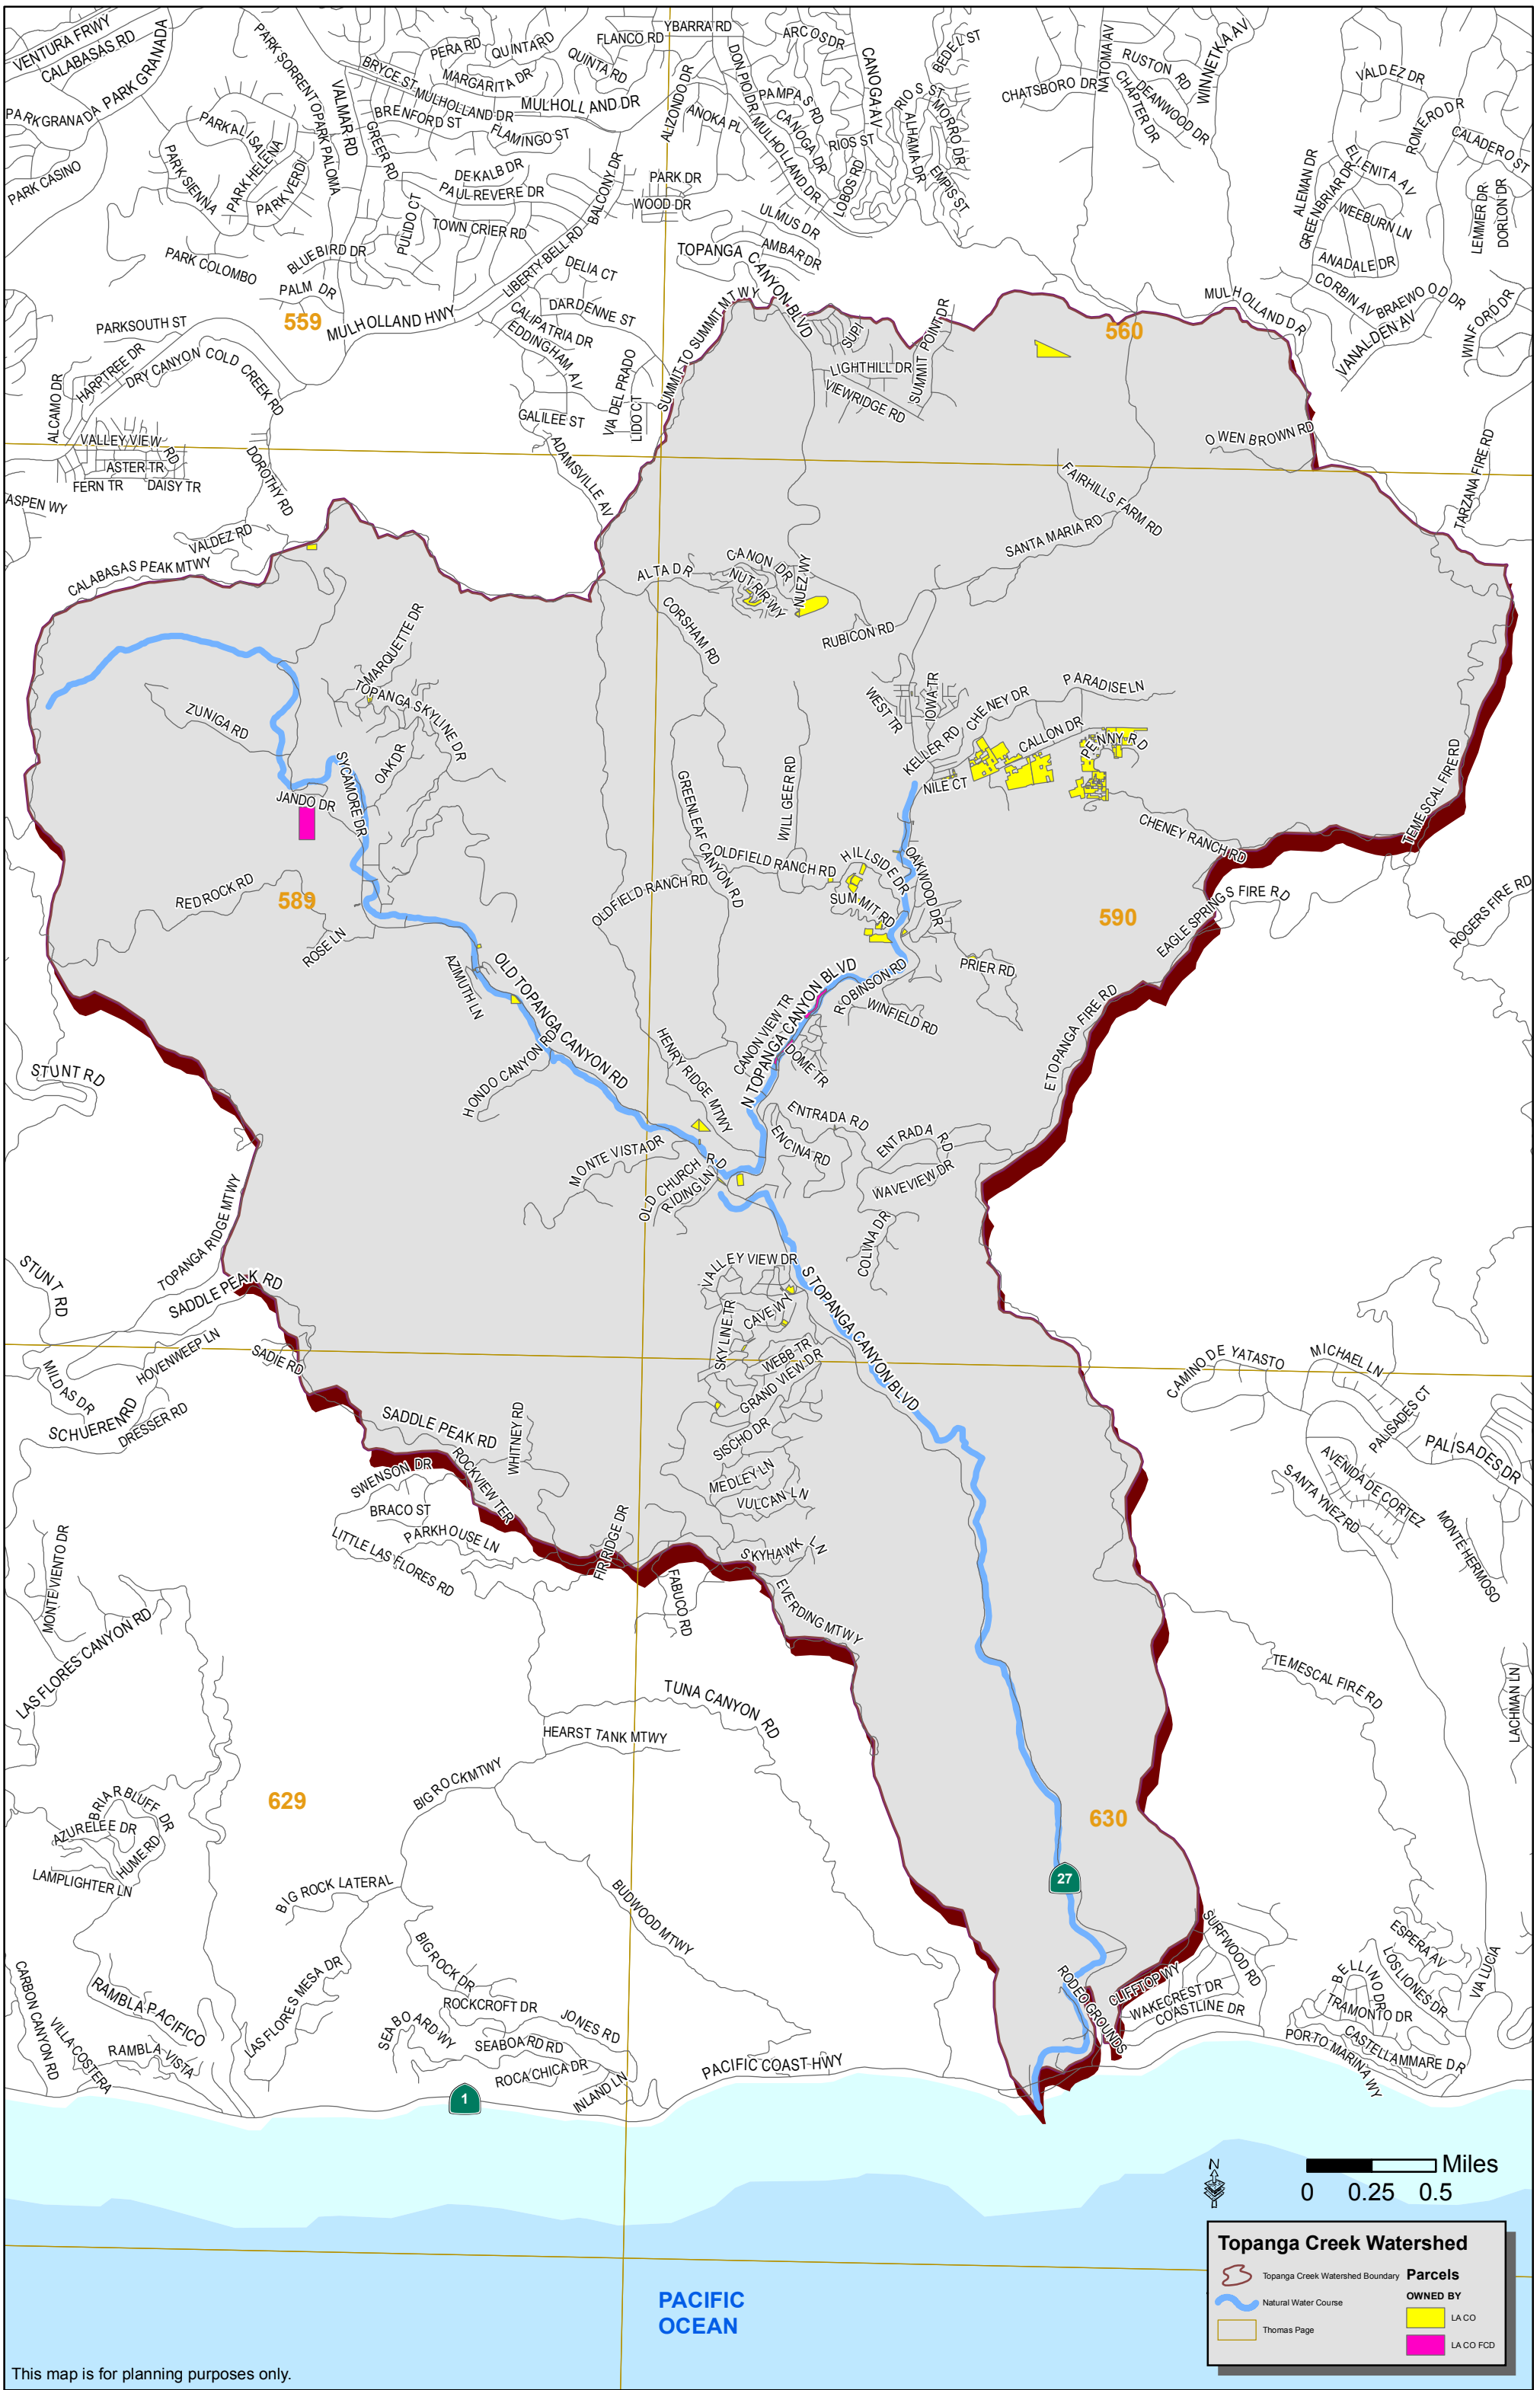 VENTURA FRWY
CALABASAS RD
PARK GRANADA
PARK GRANADA
PARK CASINO
PARK SORRENTO
PARK PALOMA
PARK ALISAL
PARK HELENA
PARK VERDI
PARK SIENNA
PARK COLOMBO
VALMAR RD
GREER RD
PERA RD
QUINTA RD
QUINTA RD
BRYCE ST
MARGARITA DR
MULHOLLAND DR
MULHOLLAND DR
BRENFORD ST
FLAMINGO ST
FLANCO RD
YBARRA RD
DEKALB DR
PAUL REVERE DR
PULIDO CT
TOWN CRIER RD
BLUEBIRD DR
PALM DR
LIBERTY BELL RD
BALCONY DR
ALIZONDO DR
DON PIO DR
ANOKA PL
PAMPAS RD
CANOGA DR
MULHOLLAND DR
ARCOS DR
CANOGA AV
RIOS ST
RIOS ST
LOBOS RD
ALHAMA DR
MORRO DR
EMPIS ST
BEDEL ST
PARK DR
WOOD DR
ULMUS DR
AMBAR DR
TOPANGA CANYON BLVD
CHATSBORO DR
NATOMA AV
RUSTON RD
DEANWOOD DR
CHAPTER DR
WINNETKA AV
VALDEZ DR
ROMERO DR
CALADERO ST
ELLENITA AV
ALEMAN DR
GREENBRIAR DR
WEEBURN LN
ANADALE DR
LEMMER DR
DORLON DR
CORBIN AV
BRAEWOOD DR
VANALDEN AV
WINFORD DR
MULHOLLAND DR
559
560
MULHOLLAND HWY
DELIA CT
DARDENNE ST
CALIPATRIA DR
EDDINGHAM AV
GALILEE ST
VIA DEL PRADO
LIDO CT
ADAMSVILLE AV
SUMMIT TO SUMMIT MTWY
PARKSOUTH ST
HARPTREE DR
ALCAMO DR
DRY CANYON COLD CREEK RD
VALLEY VIEW RD
ASTER TR
FERN TR
DAISY TR
DOROTHY RD
ASPEN WY
VALDEZ RD
CALABASAS PEAK MTWY
SUPI
LIGHTHILL DR
VIEWRIDGE RD
SUMMIT POINT DR
OWEN BROWN RD
TARZANA FIRE RD
FAIRHILLS FARM RD
SANTA MARIA RD
ALTA DR
CANON DR
NUTRIR WY
NUEZ WY
RUBICON RD
CORSHAM RD
MARQUETTE DR
TOPANGA SKYLINE DR
ZUNIGA RD
OAK DR
SYCAMORE DR
JANDO DR
RED ROCK RD
589
ROSE LN
WEST TR
IOWA TR
KELLER RD
CHENEY DR
PARADISE LN
CALLON DR
PENNY RD
NILE CT
CHENEY RANCH RD
TEMESCAL FIRE RD
GREENLEAF CANYON RD
WILL GEER RD
OLDFIELD RANCH RD
OLDFIELD RANCH RD
HILLSIDE DR
SUMMIT RD
OAKWOOD DR
590
EAGLE SPRINGS FIRE RD
ROGERS FIRE RD
PRIER RD
ROBINSON RD
WINFIELD RD
N TOPANGA CANYON BLVD
CANON VIEW TR
DOME TR
HENRY RIDGE MTWY
AZIMUTH LN
OLD TOPANGA CANYON RD
HONDO CANYON RD
E TOPANGA FIRE RD
STUNT RD
ENTRADA RD
ENTRADA RD
ENCINA RD
WAVEVIEW DR
COLINA DR
MONTE VISTA DR
OLD CHURCH RD
RIDING LN
TOPANGA RIDGE MTWY
STUNT RD
SADDLE PEAK RD
HOVENWEEP LN
SADIE RD
MILDAS DR
SCHUEREN RD
DRESSER RD
VALLEY VIEW DR
CAVE WY
SKYLINE TR
WEBB TR
GRAND VIEW DR
S TOPANGA CANYON BLVD
SISCHO DR
MEDLEY LN
VULCAN LN
SADDLE PEAK RD
WHITNEY RD
ROCKVIEW TER
SWENSON DR
BRACO ST
PARKHOUSE LN
LITTLE LAS FLORES RD
FIRRIDGE DR
FABUCO RD
SKYHAWK LN
EVERDING MTWY
CAMINO DE YATASTO
MICHAEL LN
PALISADES CT
PALISADES DR
AVENIDA DE CORTEZ
SANTA YNEZ RD
MONTE HERMOSO
TEMESCAL FIRE RD
LACHMAN LN
MONTE VIENTO DR
LAS FLORES CANYON RD
TUNA CANYON RD
HEARST TANK MTWY
BIG ROCK MTWY
629
630
BRIAR BLUFF DR
AZURELEE DR
HUME RD
LAMPLIGHTER LN
BIG ROCK LATERAL
BUDWOOD MTWY
27
BIG ROCK DR
LAS FLORES MESA DR
ROCKCROFT DR
JONES RD
SEABOARD WY
SEABOARD RD
ROCA CHICA DR
INLAND LN
RAMBLA PACIFICO
RAMBLA VISTA
VILLA COSTERA
CARBON CANYON RD
PACIFIC COAST HWY
1
RODEO GROUNDS
CLIFFTOP WY
SURFWOOD RD
WAKECREST DR
COASTLINE DR
ESPERA AV
LOS LIONES DR
BELLINO DR
TRAMONTO DR
CASTELLAMMARE DR
PORTO MARINA WY
VIA LUCIA
N
Miles
0 0.25 0.5
Topanga Creek Watershed
Topanga Creek Watershed Boundary
Natural Water Course
Thomas Page
Parcels
OWNED BY
LA CO
LA CO FCD
PACIFIC
OCEAN
This map is for planning purposes only.